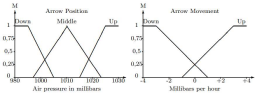 M Arrow Position
Down Middle Up
1
0,75
0,5
0,25
0
980 990 1000 1010 1020 1030
Air pressure in millibars
M Arrow Movement
Down Up
1
0,75
0,5
0,25
0
-4 -2 0 +2 +4
Millibars per hour